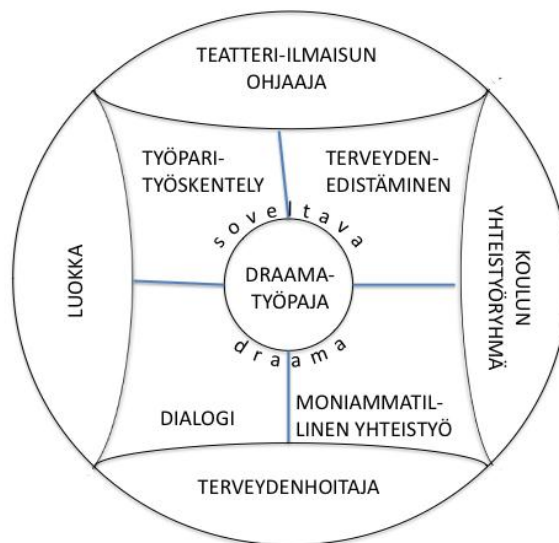 TEATTERI-ILMAISUN
OHJAAJA
TYÖPARI-
TYÖSKENTELY
TERVEYDEN-
EDISTÄMINEN
soveltava
LUOKKA
DRAAMA-
TYÖPAJA
KOULUN
YHTEISTYÖRYHMÄ
draama
DIALOGI
MONIAMMATIL-
LINEN YHTEISTYÖ
TERVEYDENHOITAJA